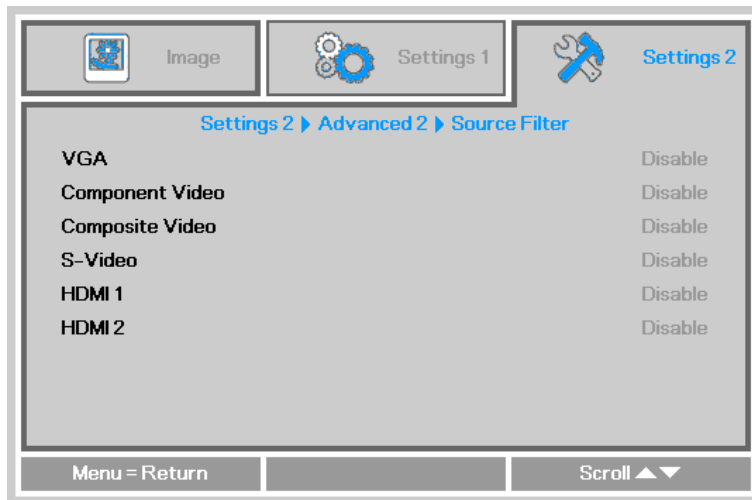 Image
Settings 1
Settings 2
Settings 2 ▶ Advanced 2 ▶ Source Filter
VGA Disable
Component Video Disable
Composite Video Disable
S-Video Disable
HDMI 1 Disable
HDMI 2 Disable
Menu = Return
Scroll ▲▼